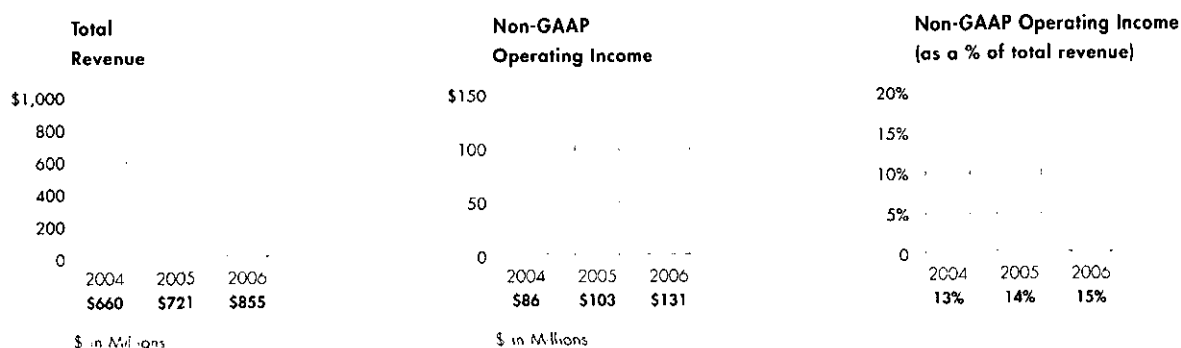 Total
Revenue
$1,000
800
600
400
200
0
2004 2005 2006
$660 $721 $855
$ in Millions
Non-GAAP
Operating Income
$150
100
50
0
2004 2005 2006
$86 $103 $131
$ in Millions
Non-GAAP Operating Income
(as a % of total revenue)
20%
15%
10%
5%
0
2004 2005 2006
13% 14% 15%